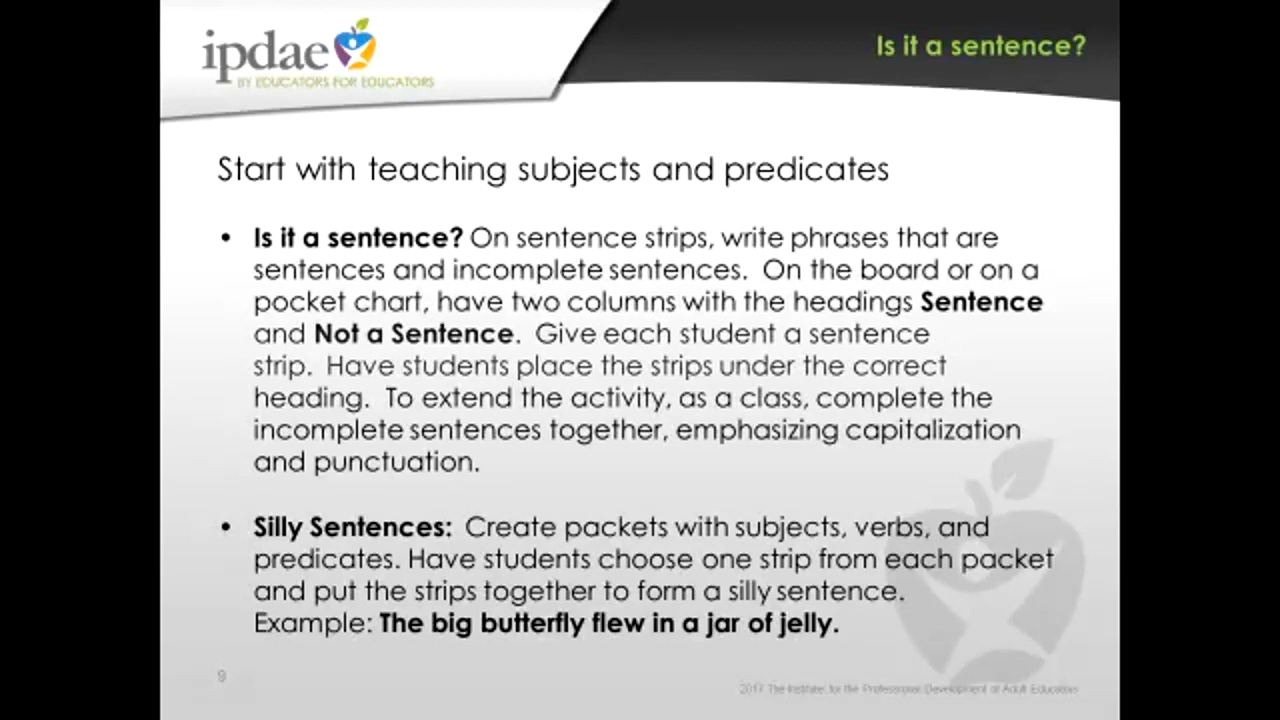 ipdae
BY EDUCATORS FOR EDUCATORS
Is it a sentence?
Start with teaching subjects and predicates
• Is it a sentence? On sentence strips, write phrases that are
sentences and incomplete sentences.  On the board or on a
pocket chart, have two columns with the headings Sentence
and Not a Sentence.  Give each student a sentence
strip.  Have students place the strips under the correct
heading.  To extend the activity, as a class, complete the
incomplete sentences together, emphasizing capitalization
and punctuation.
• Silly Sentences:  Create packets with subjects, verbs, and
predicates. Have students choose one strip from each packet
and put the strips together to form a silly sentence.
Example: The big butterfly flew in a jar of jelly.
9
2017 The Institute for the Professional Development of Adult Educators